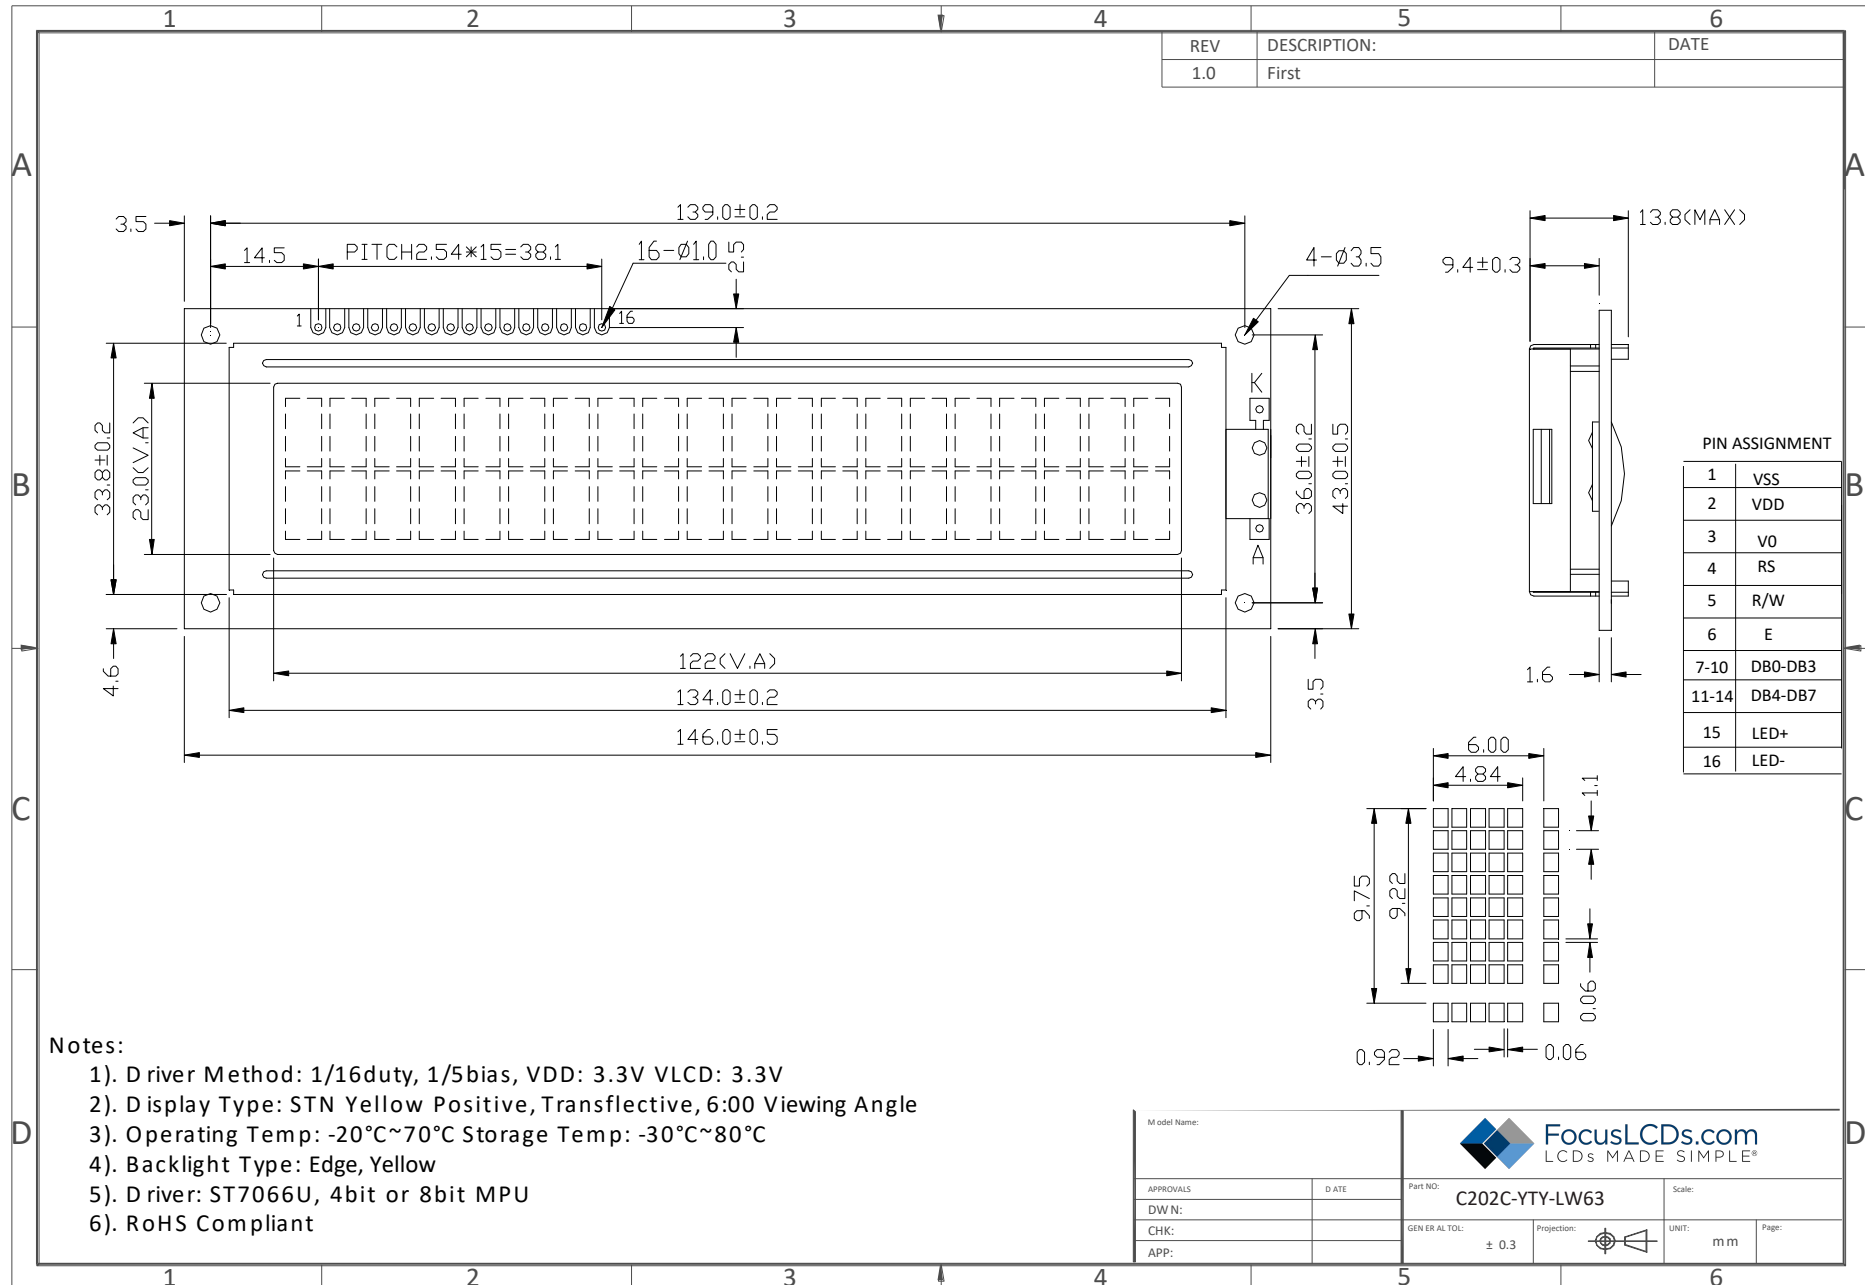 1 2 3 4 5 6
REV DESCRIPTION: DATE
1.0 First
A A
3.5 139.0±0.2 13.8(MAX)
14.5 PITCH2.54*15=38.1 16-Ø1.0 2.5 4-Ø3.5 9.4±0.3
1 16
K
A
33.8±0.2 23.0(V.A) 36.0±0.2 43.0±0.5
B B
4.6 122(V.A) 3.5 1.6
134.0±0.2
146.0±0.5
PIN ASSIGNMENT
1 VSS
2 VDD
3 V0
4 RS
5 R/W
6 E
7-10 DB0-DB3
11-14 DB4-DB7
15 LED+
16 LED-
C C
6.00
4.84
1.1
9.75 9.22
0.06
0.92 0.06
Notes:
1). Driver Method: 1/16duty, 1/5bias, VDD: 3.3V VLCD: 3.3V
2). Display Type: STN Yellow Positive, Transflective, 6:00 Viewing Angle
3). Operating Temp: -20°C~70°C Storage Temp: -30°C~80°C
4). Backlight Type: Edge, Yellow
5). Driver: ST7066U, 4bit or 8bit MPU
6). RoHS Compliant
D D
Model Name:
FocusLCDs.com
LCDs MADE SIMPLE®
APPROVALS DATE
DWN:
CHK:
APP:
Part NO: C202C-YTY-LW63
Scale:
GENERAL TOL: ± 0.3
Projection:
UNIT: mm
Page:
1 2 3 4 5 6